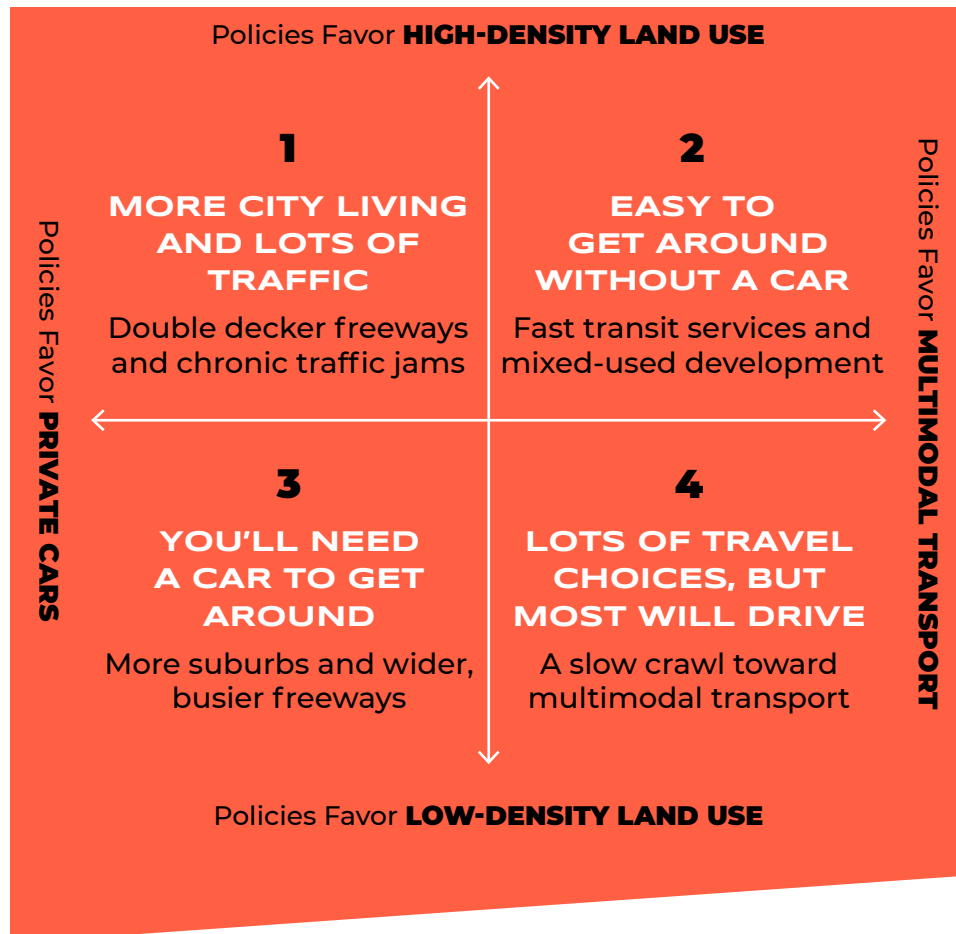 Policies Favor HIGH-DENSITY LAND USE
1
MORE CITY LIVING
AND LOTS OF
TRAFFIC
Double decker freeways
and chronic traffic jams
2
EASY TO
GET AROUND
WITHOUT A CAR
Fast transit services and
mixed-used development
Policies Favor PRIVATE CARS
Policies Favor MULTIMODAL TRANSPORT
3
YOU'LL NEED
A CAR TO GET
AROUND
More suburbs and wider,
busier freeways
4
LOTS OF TRAVEL
CHOICES, BUT
MOST WILL DRIVE
A slow crawl toward
multimodal transport
Policies Favor LOW-DENSITY LAND USE